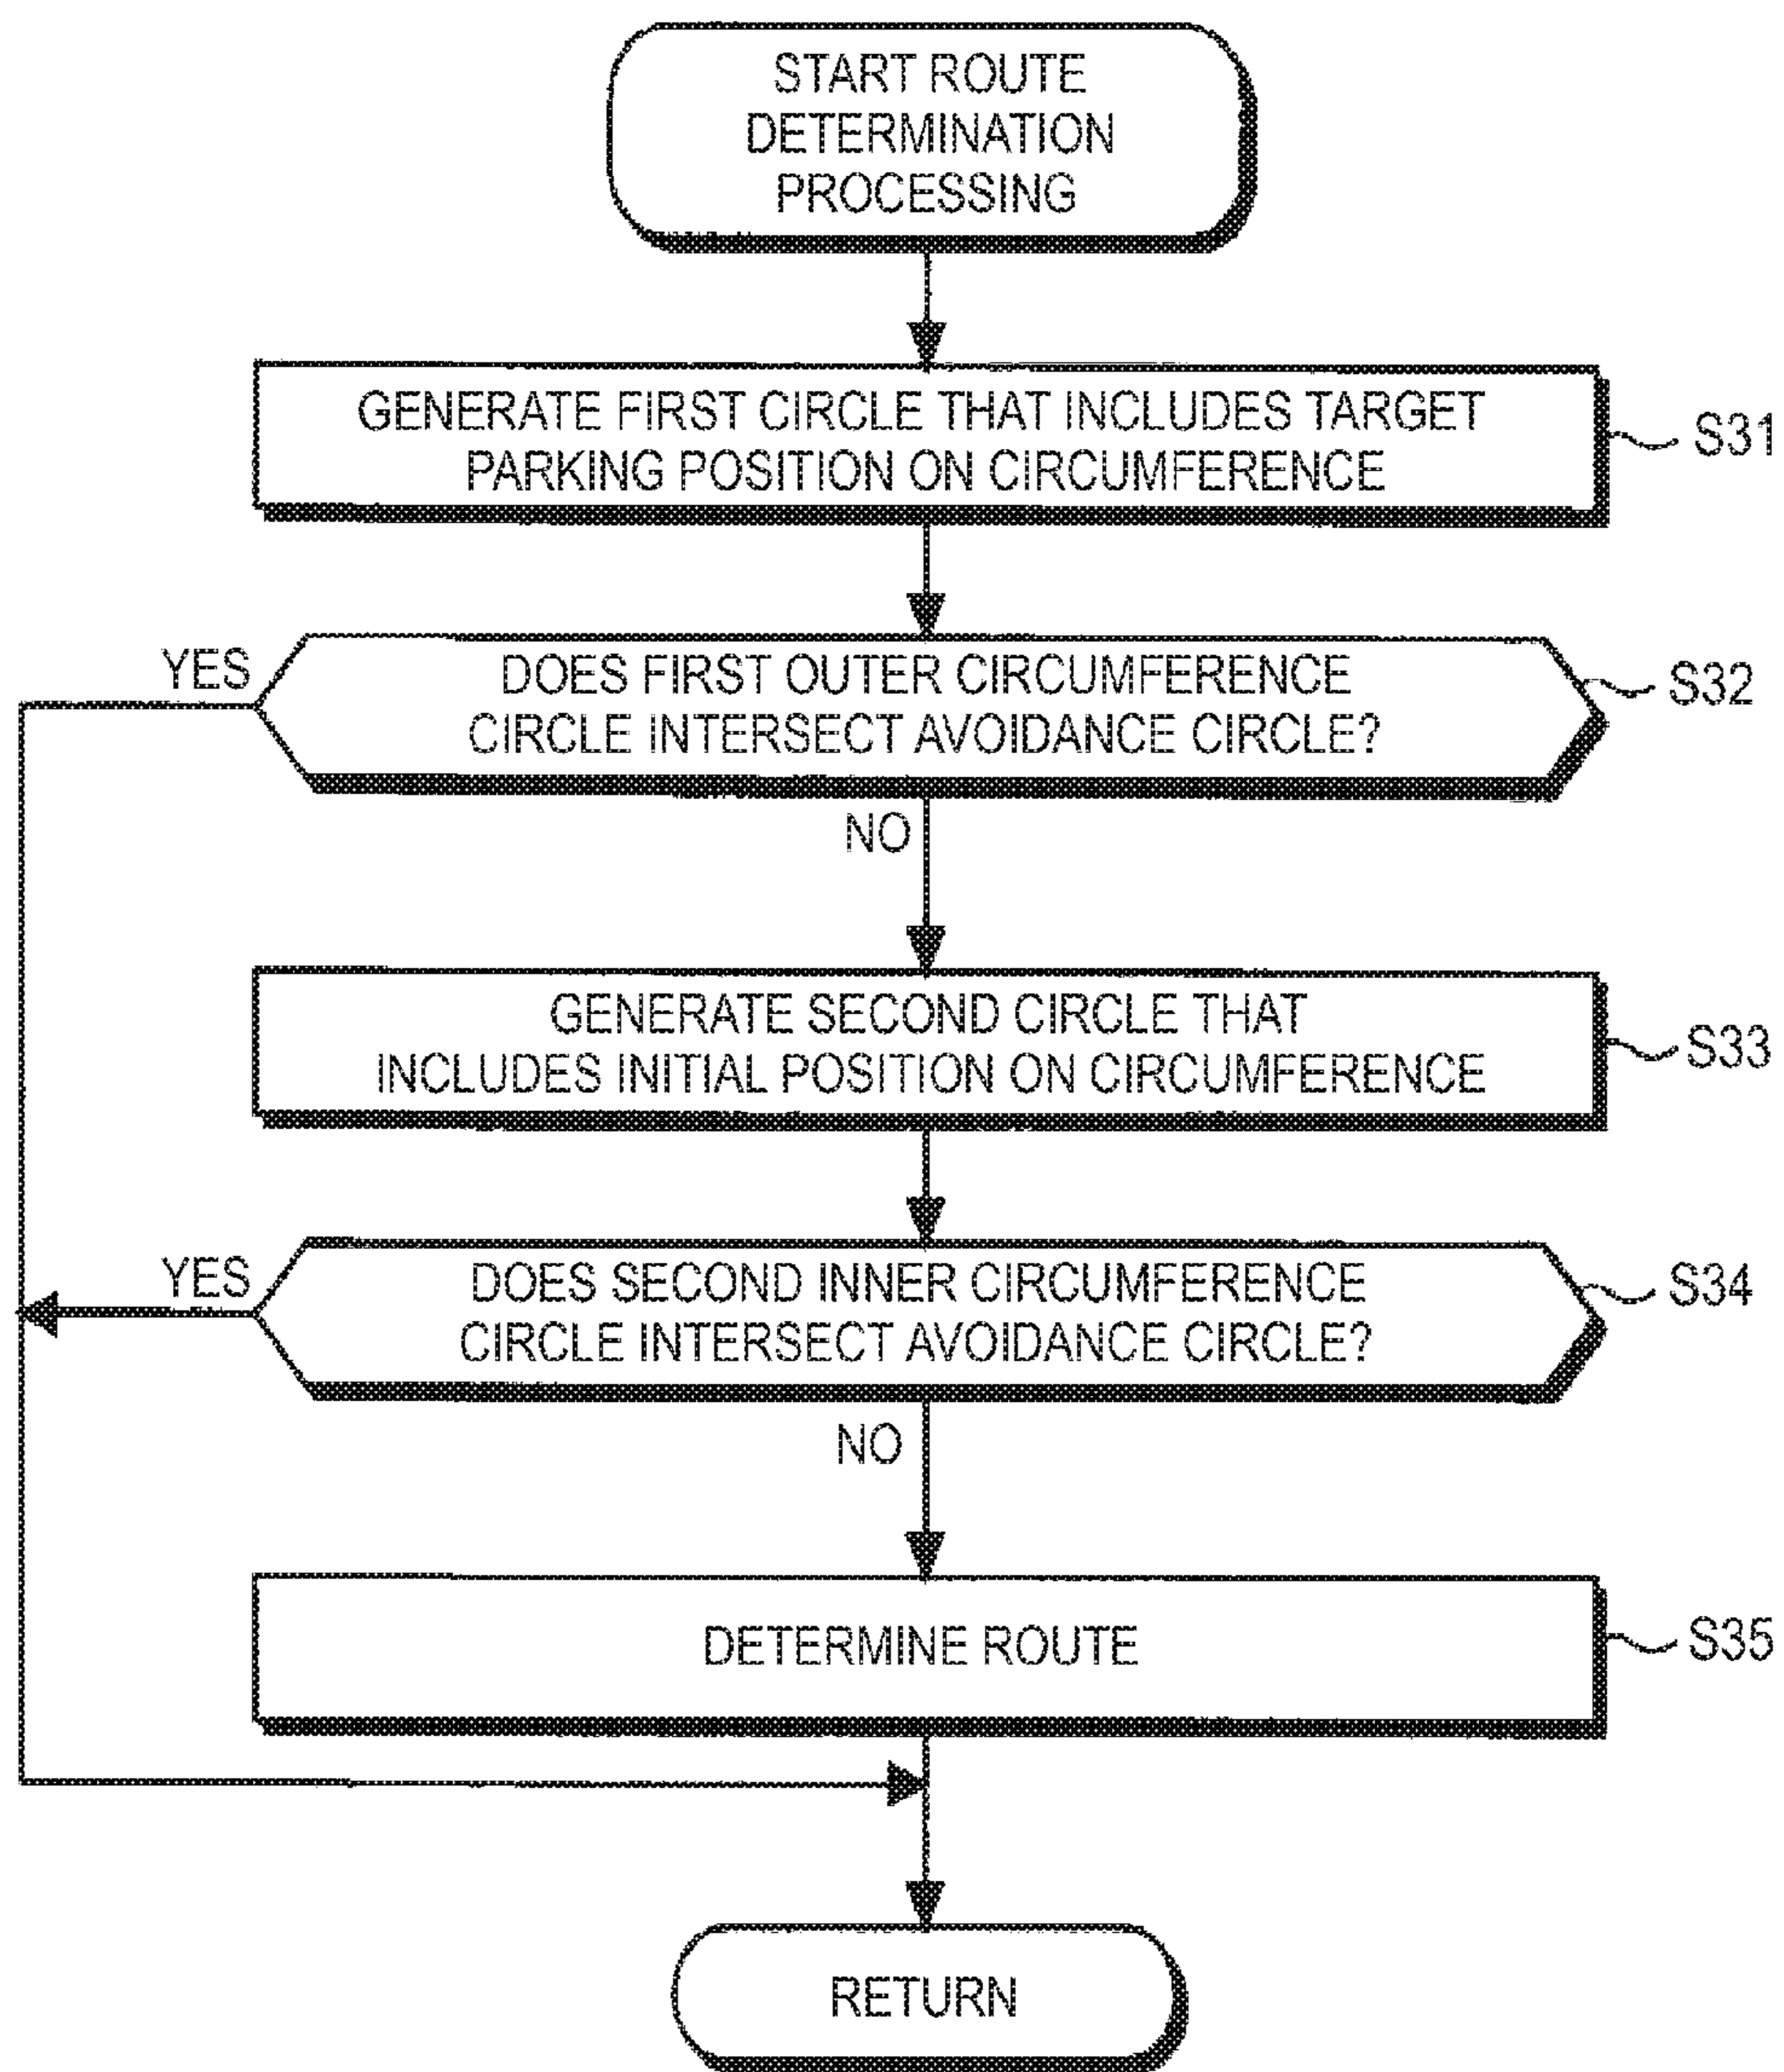 START ROUTE
DETERMINATION
PROCESSING
GENERATE FIRST CIRCLE THAT INCLUDES TARGET
PARKING POSITION ON CIRCUMFERENCE
S31
YES
DOES FIRST OUTER CIRCUMFERENCE
CIRCLE INTERSECT AVOIDANCE CIRCLE?
S32
NO
GENERATE SECOND CIRCLE THAT
INCLUDES INITIAL POSITION ON CIRCUMFERENCE
S33
YES
DOES SECOND INNER CIRCUMFERENCE
CIRCLE INTERSECT AVOIDANCE CIRCLE?
S34
NO
DETERMINE ROUTE
S35
RETURN